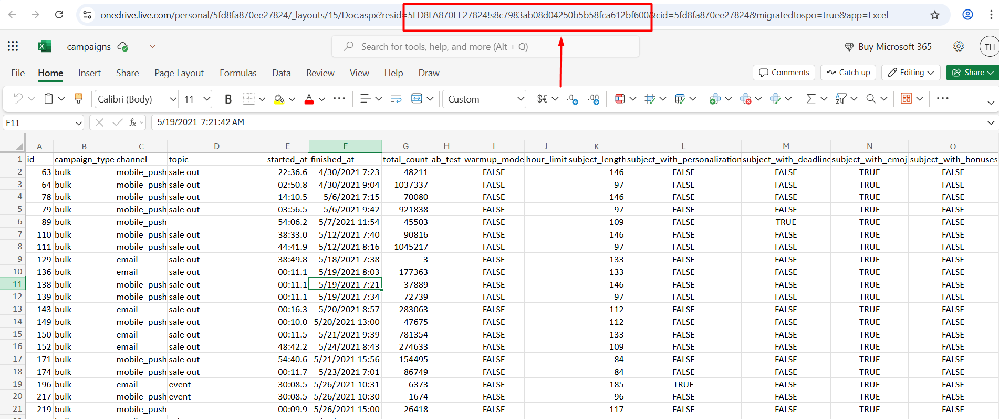 onedrive.live.com/personal/5fd8fa870ee27824/_layouts/15/Doc.aspx?resid=5FD8FA870EE27824!s8c7983ab08d04250b5b58fca612bf600&cid=5fd8fa870ee27824&migratedtospo=true&app=Excel
campaigns Search for tools, help, and more (Alt + Q) Buy Microsoft 365 TH
File Home Insert Share Page Layout Formulas Data Review View Help Draw Comments Catch up Editing Share
Calibri (Body) 11 B A Custom $€ .0 .00
F11 fx 5/19/2021 7:21:42 AM
A B C D E F G H I J K L M N O
1 id campaign_type channel topic started_at finished_at total_count ab_test warmup_mode hour_limit subject_length subject_with_personalization subject_with_deadline subject_with_emoji subject_with_bonuses
2 63 bulk mobile_push sale out 22:36.6 4/30/2021 7:23 48211 FALSE 146 FALSE FALSE TRUE FALSE
3 64 bulk mobile_push sale out 02:50.8 4/30/2021 9:04 1037337 FALSE 97 FALSE FALSE TRUE FALSE
4 78 bulk mobile_push sale out 14:10.5 5/6/2021 7:15 70080 FALSE 146 FALSE FALSE TRUE FALSE
5 79 bulk mobile_push sale out 03:56.5 5/6/2021 9:42 921838 FALSE 97 FALSE FALSE TRUE FALSE
6 89 bulk mobile_push 54:06.2 5/7/2021 11:54 45503 FALSE 109 FALSE TRUE TRUE FALSE
7 110 bulk mobile_push sale out 38:33.0 5/12/2021 7:40 90816 FALSE 146 FALSE FALSE TRUE FALSE
8 111 bulk mobile_push sale out 44:41.9 5/12/2021 8:16 1045217 FALSE 97 FALSE FALSE TRUE FALSE
9 129 bulk email sale out 38:49.8 5/18/2021 7:38 3 FALSE 133 FALSE FALSE TRUE FALSE
10 136 bulk email sale out 00:11.1 5/19/2021 8:03 177363 FALSE 133 FALSE FALSE TRUE FALSE
11 138 bulk mobile_push sale out 00:11.1 5/19/2021 7:21 37889 FALSE 146 FALSE FALSE TRUE FALSE
12 139 bulk mobile_push sale out 00:11.1 5/19/2021 7:34 72739 FALSE 97 FALSE FALSE TRUE FALSE
13 143 bulk email sale out 00:16.3 5/20/2021 8:57 283063 FALSE 112 FALSE FALSE TRUE FALSE
14 149 bulk mobile_push sale out 00:10.0 5/20/2021 13:00 47675 FALSE 112 FALSE FALSE TRUE FALSE
15 150 bulk email sale out 00:11.5 5/21/2021 9:39 781354 FALSE 133 FALSE FALSE TRUE FALSE
16 152 bulk email sale out 48:42.2 5/24/2021 8:43 274633 FALSE 109 FALSE FALSE TRUE FALSE
17 171 bulk mobile_push sale out 54:40.6 5/21/2021 15:56 154495 FALSE 84 FALSE FALSE TRUE FALSE
18 174 bulk mobile_push sale out 00:11.7 5/23/2021 7:01 86749 FALSE 84 FALSE FALSE TRUE FALSE
19 196 bulk email event 30:08.5 5/26/2021 10:31 6373 FALSE 185 TRUE FALSE TRUE FALSE
20 217 bulk mobile_push event 30:08.5 5/26/2021 10:30 1674 FALSE 96 FALSE FALSE TRUE FALSE
21 219 bulk mobile_push 00:09.9 5/26/2021 15:00 26418 FALSE 117 FALSE FALSE TRUE FALSE